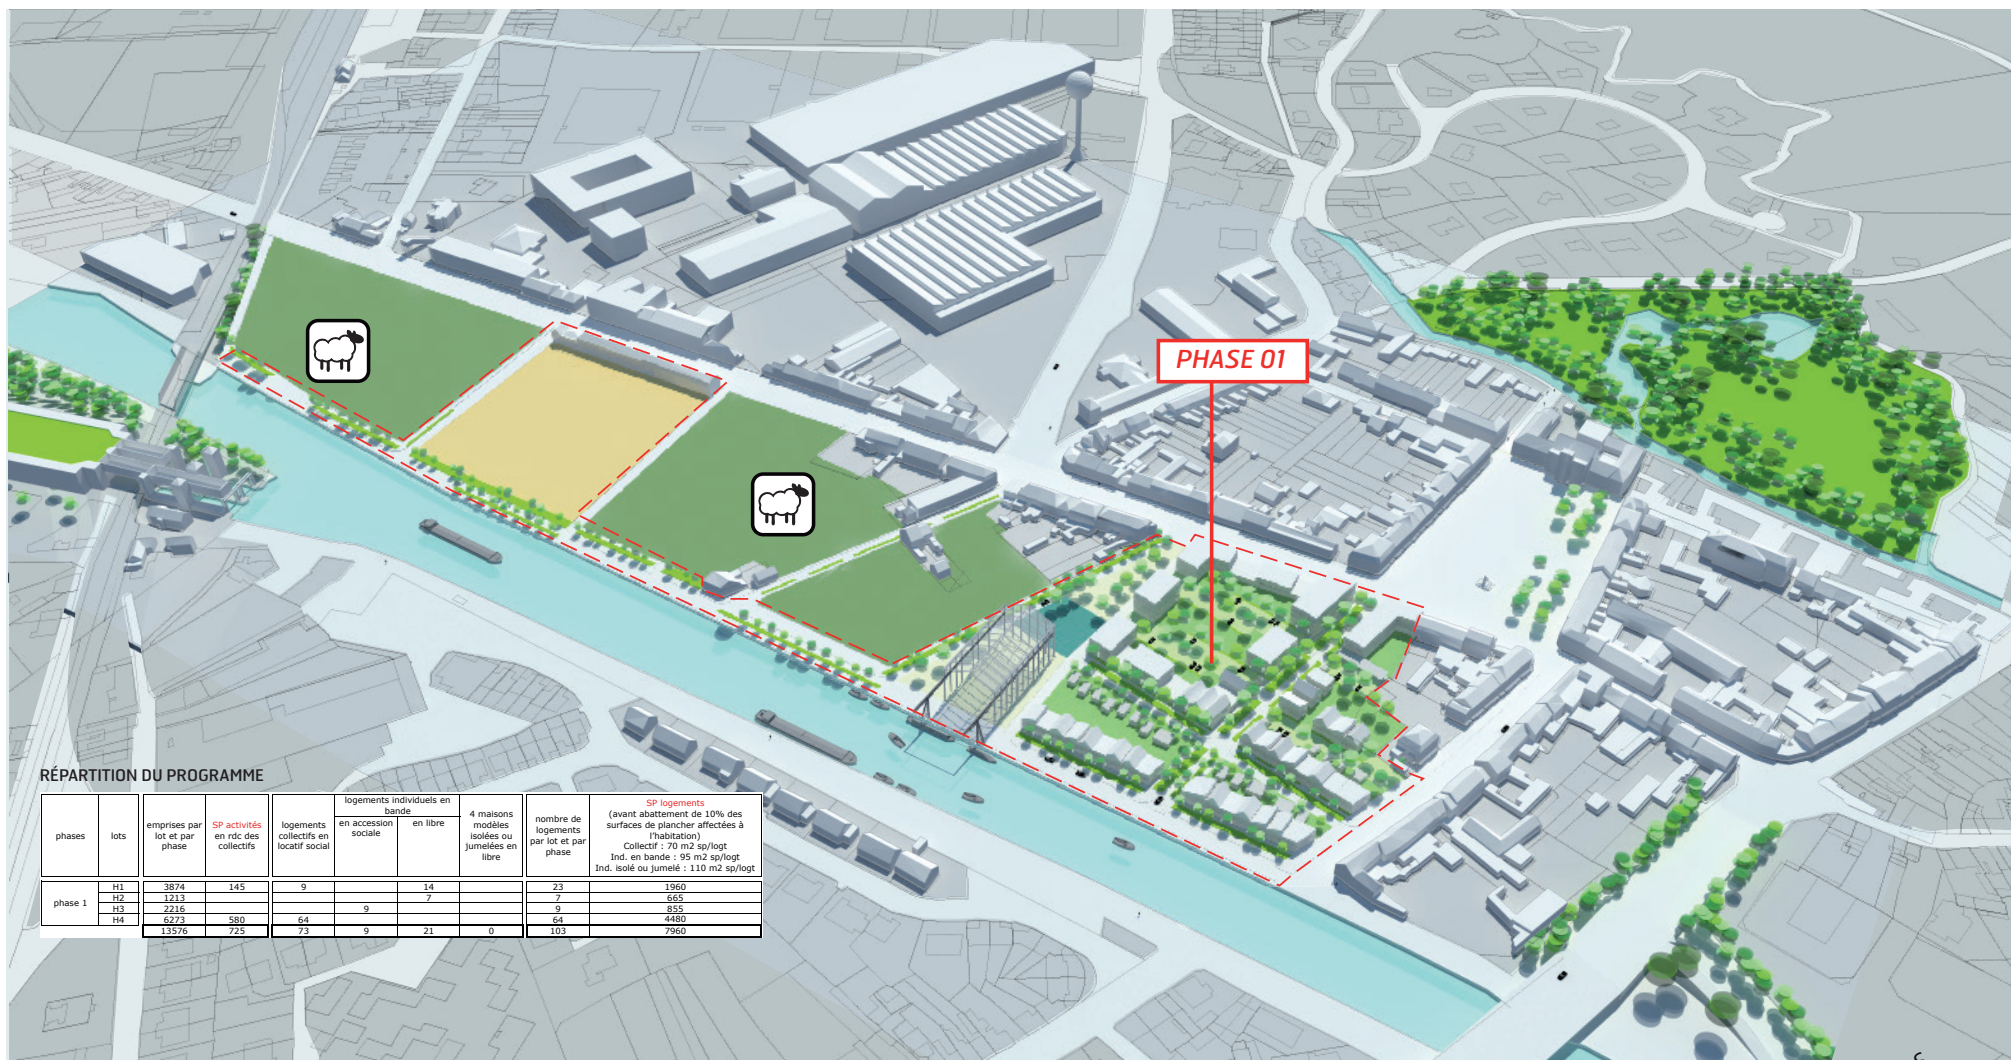 PHASE 01
RÉPARTITION DU PROGRAMME
phases
lots
emprises par
lot et par
phase
SP activités
en rdc des
collectifs
logements
collectifs en
locatif social
logements individuels en
bande
en accession
sociale
en libre
4 maisons
modèles
isolées ou
jumelées en
libre
nombre de
logements
par lot et par
phase
SP logements
(avant abattement de 10% des
surfaces de plancher affectées à
l'habitation)
Collectif : 70 m2 sp/logt
Ind. en bande : 95 m2 sp/logt
Ind. isolé ou jumelé : 110 m2 sp/logt
phase 1
H1 3874 145 9 14 23 1960
H2 1213 7 7 665
H3 2216 9 9 855
H4 6273 580 64 64 4480
13576 725 73 9 21 0 103 7960